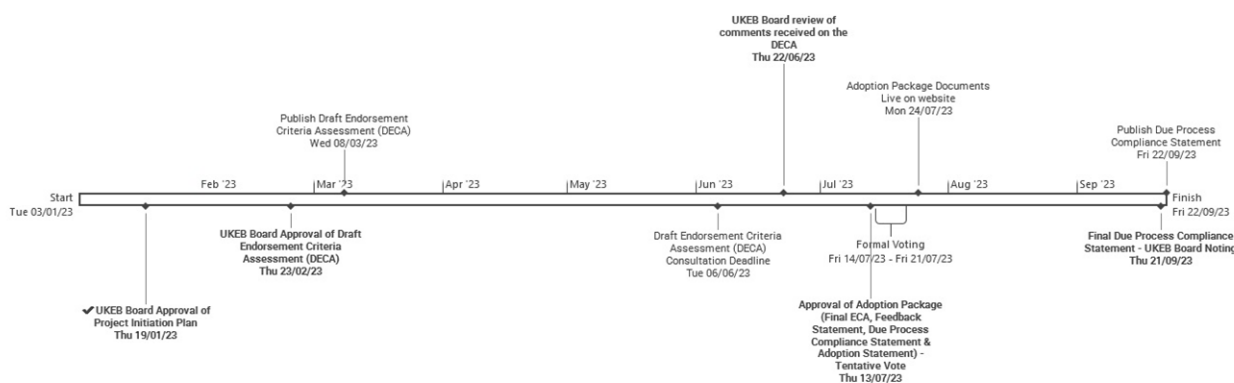 UKEB Board review of
comments received on the
DECA
Thu 22/06/23
Adoption Package Documents
Live on website
Mon 24/07/23
Publish Draft Endorsement
Criteria Assessment (DECA)
Wed 08/03/23
Publish Due Process
Compliance Statement
Fri 22/09/23
Feb '23
Mar '23
Apr '23
May '23
Jun '23
Jul '23
Aug '23
Sep '23
Start
Tue 03/01/23
Finish
Fri 22/09/23
UKEB Board Approval of Draft
Endorsement Criteria
Assessment (DECA)
Thu 23/02/23
Draft Endorsement Criteria
Assessment (DECA)
Consultation Deadline
Tue 06/06/23
Formal Voting
Fri 14/07/23 - Fri 21/07/23
Final Due Process Compliance
Statement - UKEB Board Noting
Thu 21/09/23
✔UKEB Board Approval of
Project Initiation Plan
Thu 19/01/23
Approval of Adoption Package
(Final ECA, Feedback
Statement, Due Process
Compliance Statement &
Adoption Statement) -
Tentative Vote
Thu 13/07/23